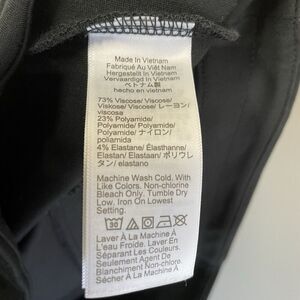 Made In Vietnam
Fabriqué Au Viêt Nam
Hergestellt In Vietnam
Vervaardigd In Vietnam
ベトナム製
hecho en vietnam
73% Viscose/Viscose/
Viskose/Viscose/レーヨン/
viscosa
23% Polyamide/
Polyamide/Polyamid/
Polyamide/ナイロン/
poliamida
4% Elastane/Élasthanne/
Elastan/Elastaan/ポリウレ
タン/elastano
Machine Wash Cold. With
Like Colors. Non-chlorine
Bleach Only. Tumble Dry
Low. Iron On Lowest
Setting.
30
Laver À La Machine À
L'eau Froide. Laver En
Séparant Les Couleurs.
Seulement Agent De
Blanchiment Non-chlore.
Sécher À La Machine À